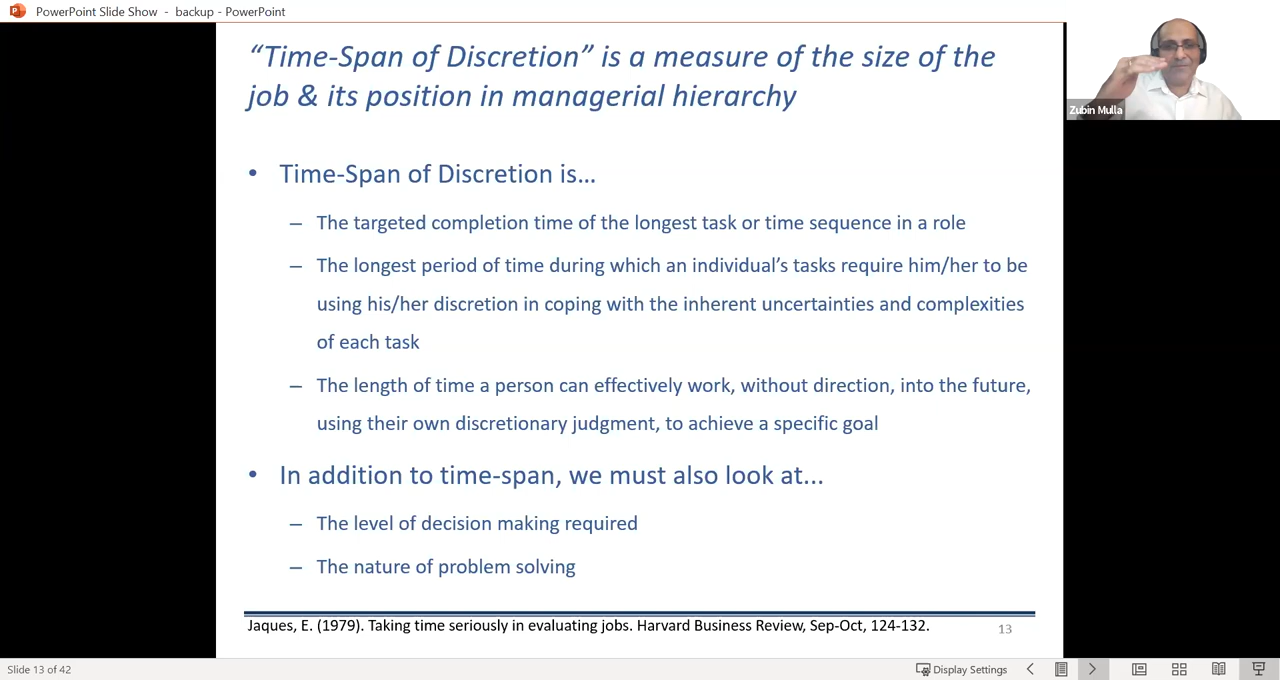 PowerPoint Slide Show - backup - PowerPoint
“Time-Span of Discretion” is a measure of the size of the
job & its position in managerial hierarchy
Zubin Mulla
• Time-Span of Discretion is...
– The targeted completion time of the longest task or time sequence in a role
– The longest period of time during which an individual’s tasks require him/her to be
using his/her discretion in coping with the inherent uncertainties and complexities
of each task
– The length of time a person can effectively work, without direction, into the future,
using their own discretionary judgment, to achieve a specific goal
• In addition to time-span, we must also look at...
– The level of decision making required
– The nature of problem solving
Jaques, E. (1979). Taking time seriously in evaluating jobs. Harvard Business Review, Sep-Oct, 124-132.
13
Slide 13 of 42
Display Settings